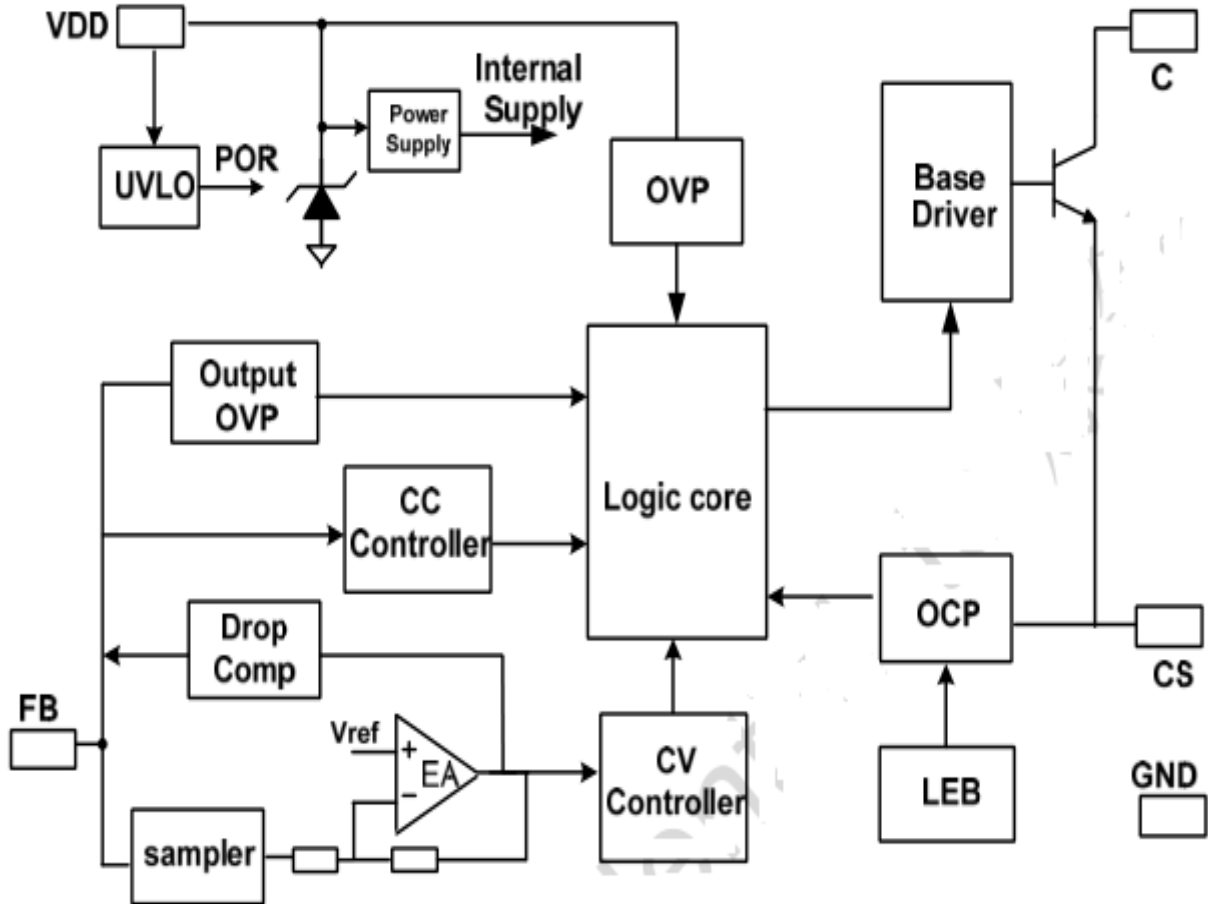 VDD
C
Internal
Supply
Power
Supply
UVLO
POR
OVP
Base
Driver
Output
OVP
Logic core
CC
Controller
Drop
Comp
OCP
CS
FB
Vref
+
EA
-
CV
Controller
LEB
GND
sampler